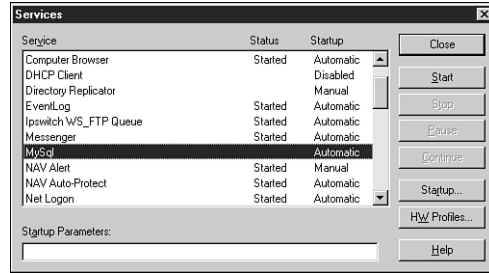 Services
Service Status Startup
Computer Browser Started Automatic
DHCP Client Disabled
Directory Replicator Manual
EventLog Started Automatic
Ipswitch WS_FTP Queue Started Automatic
Messenger Started Automatic
MySql Automatic
NAV Alert Started Manual
NAV Auto-Protect Started Automatic
Net Logon Started Automatic
Startup Parameters:
Close
Start
Stop
Pause
Continue
Startup...
HW Profiles...
Help